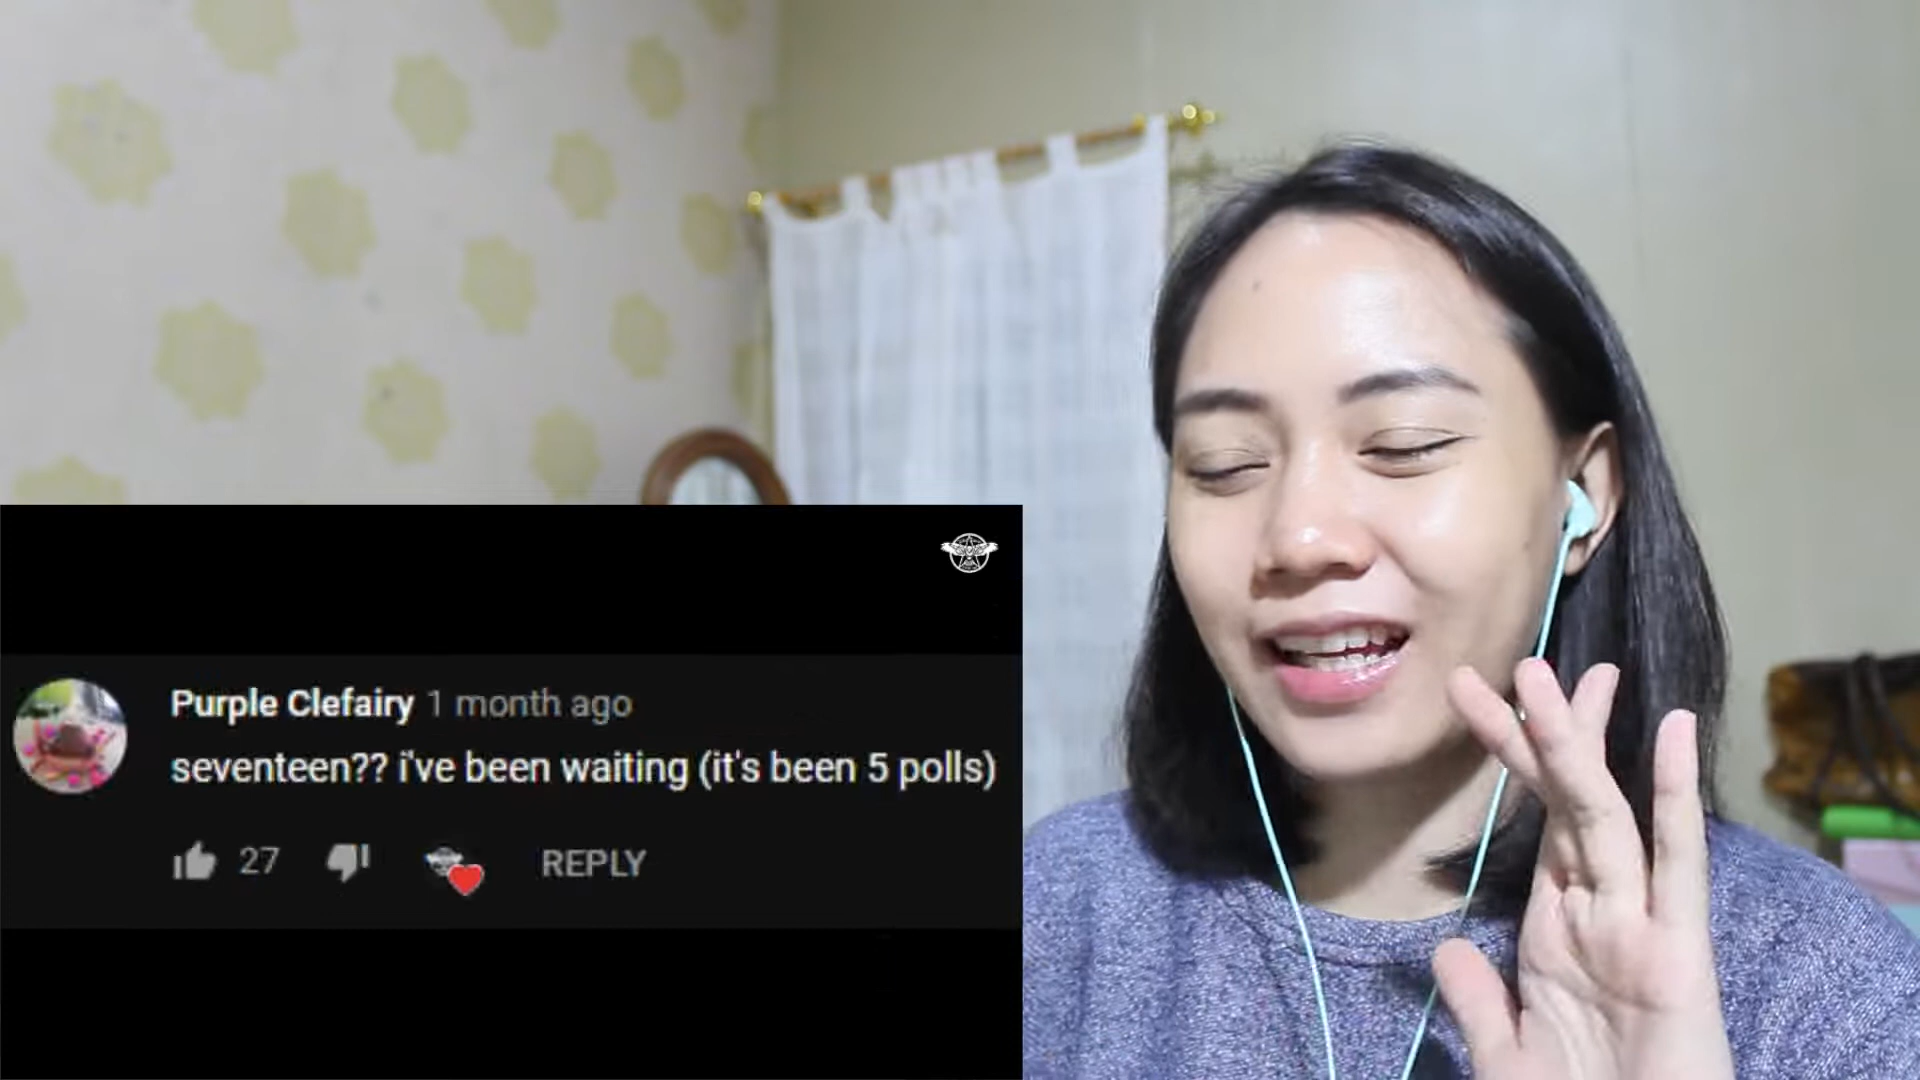 Purple Clefairy 1 month ago
seventeen?? i've been waiting (it's been 5 polls)
27 REPLY